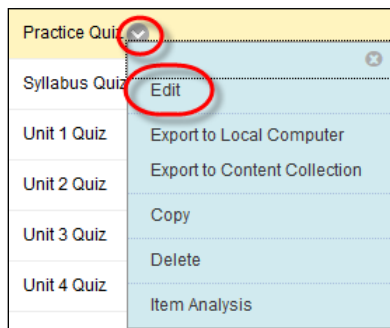 Practice Quiz
Syllabus Quiz
Edit
Unit 1 Quiz
Export to Local Computer
Export to Content Collection
Unit 2 Quiz
Copy
Unit 3 Quiz
Delete
Unit 4 Quiz
Item Analysis